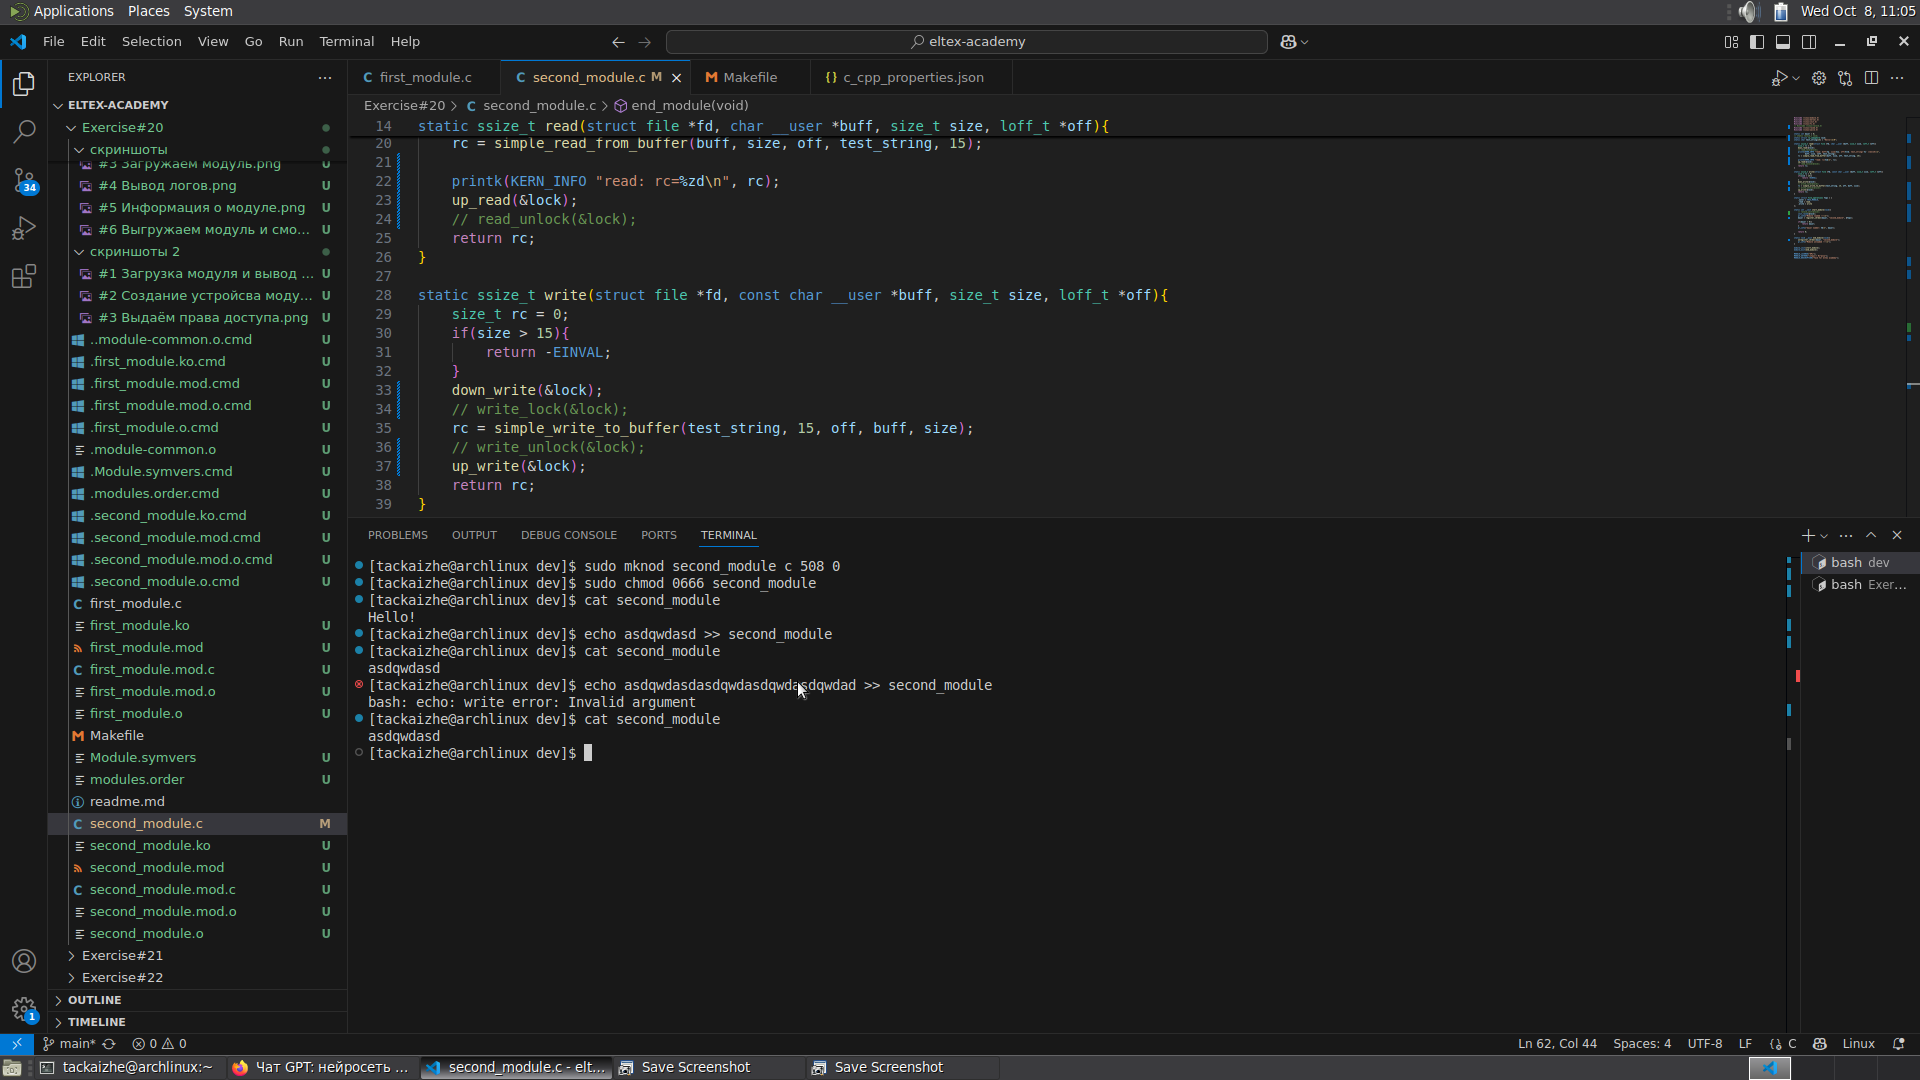 Applications Places System
Wed Oct 8, 11:05
File Edit Selection View Go Run Terminal Help
eltex-academy
EXPLORER
first_module.c
second_module.c M
Makefile
{} c_cpp_properties.json
ELTEX-ACADEMY
Exercise#20
скриншоты
#3 Загружаем модуль.png U
#4 Вывод логов.png U
#5 Информация о модуле.png U
#6 Выгружаем модуль и смо... U
скриншоты 2
#1 Загрузка модуля и вывод ... U
#2 Создание устройсва моду... U
#3 Выдаём права доступа.png U
..module-common.o.cmd U
.first_module.ko.cmd U
.first_module.mod.cmd U
.first_module.mod.o.cmd U
.first_module.o.cmd U
.module-common.o U
.Module.symvers.cmd U
.modules.order.cmd U
.second_module.ko.cmd U
.second_module.mod.cmd U
.second_module.mod.o.cmd U
.second_module.o.cmd U
first_module.c
first_module.ko U
first_module.mod U
first_module.mod.c U
first_module.mod.o U
first_module.o U
Makefile
Module.symvers U
modules.order U
readme.md
second_module.c M
second_module.ko U
second_module.mod U
second_module.mod.c U
second_module.mod.o U
second_module.o U
Exercise#21
Exercise#22
OUTLINE
TIMELINE
34
1
Exercise#20 > C second_module.c > end_module(void)
14 static ssize_t read(struct file *fd, char __user *buff, size_t size, loff_t *off){
20 rc = simple_read_from_buffer(buff, size, off, test_string, 15);
21
22 printk(KERN_INFO "read: rc=%zd\n", rc);
23 up_read(&lock);
24 // read_unlock(&lock);
25 return rc;
26 }
27
28 static ssize_t write(struct file *fd, const char __user *buff, size_t size, loff_t *off){
29 size_t rc = 0;
30 if(size > 15){
31 return -EINVAL;
32 }
33 down_write(&lock);
34 // write_lock(&lock);
35 rc = simple_write_to_buffer(test_string, 15, off, buff, size);
36 // write_unlock(&lock);
37 up_write(&lock);
38 return rc;
39 }
PROBLEMS OUTPUT DEBUG CONSOLE PORTS TERMINAL
[tackaizhe@archlinux dev]$ sudo mknod second_module c 508 0
[tackaizhe@archlinux dev]$ sudo chmod 0666 second_module
[tackaizhe@archlinux dev]$ cat second_module
Hello!
[tackaizhe@archlinux dev]$ echo asdqwdasd >> second_module
[tackaizhe@archlinux dev]$ cat second_module
asdqwdasd
[tackaizhe@archlinux dev]$ echo asdqwdasdasdqwdasdqwdasdqwdad >> second_module
bash: echo: write error: Invalid argument
[tackaizhe@archlinux dev]$ cat second_module
asdqwdasd
[tackaizhe@archlinux dev]$
bash dev
bash Exer...
main* 0 0
Ln 62, Col 44 Spaces: 4 UTF-8 LF C Linux
tackaizhe@archlinux:~
Чат GPT: нейросеть ...
second_module.c - elt...
Save Screenshot
Save Screenshot